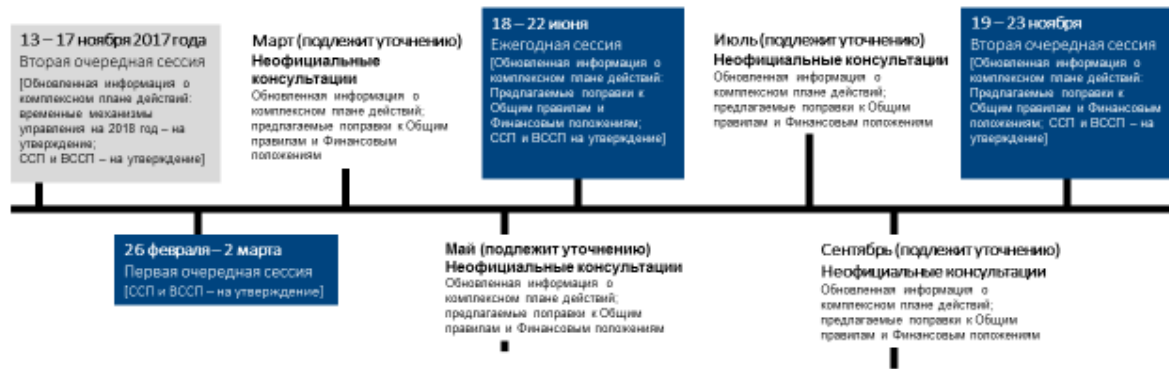 13 – 17 ноября 2017 года
Вторая очередная сессия
[Обновленная информация о
комплексном плане действий:
временные механизмы
управления на 2018 год – на
утверждение;
ССП и ВССП – на утверждение]
26 февраля – 2 марта
Первая очередная сессия
[ССП и ВССП – на утверждение]
Март (подлежит уточнению)
Неофициальные
консультации
Обновленная информация о
комплексном плане действий;
предлагаемые поправки к Общим
правилам и Финансовым
положениям
Май (подлежит уточнению)
Неофициальные консультации
Обновленная информация о
комплексном плане действий;
предлагаемые поправки к Общим
правилам и Финансовым положениям
18 – 22 июня
Ежегодная сессия
[Обновленная информация о
комплексном плане действий:
Предлагаемые поправки к
Общим правилам и
Финансовым положениям;
ССП и ВССП – на утверждение]
Июль (подлежит уточнению)
Неофициальные консультации
Обновленная информация о
комплексном плане действий;
предлагаемые поправки к Общим
правилам и Финансовым положениям
Сентябрь (подлежит уточнению)
Неофициальные консультации
Обновленная информация о
комплексном плане действий;
предлагаемые поправки к Общим
правилам и Финансовым положениям
19 – 23 ноября
Вторая очередная сессия
[Обновленная информация о
комплексном плане действий:
Предлагаемые поправки к
Общим правилам и Финансовым
положениям; ССП и ВССП – на
утверждение]